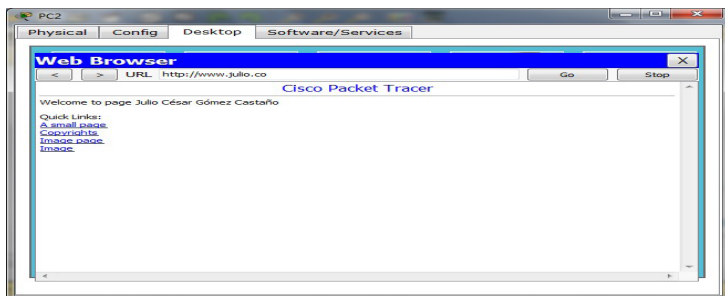 PC2
Physical Config Desktop Software/Services
Web Browser X
< > URL http://www.julio.co Go Stop
Cisco Packet Tracer
Welcome to page Julio César Gómez Castaño
Quick Links:
A small page
Copyrights
Image page
Image